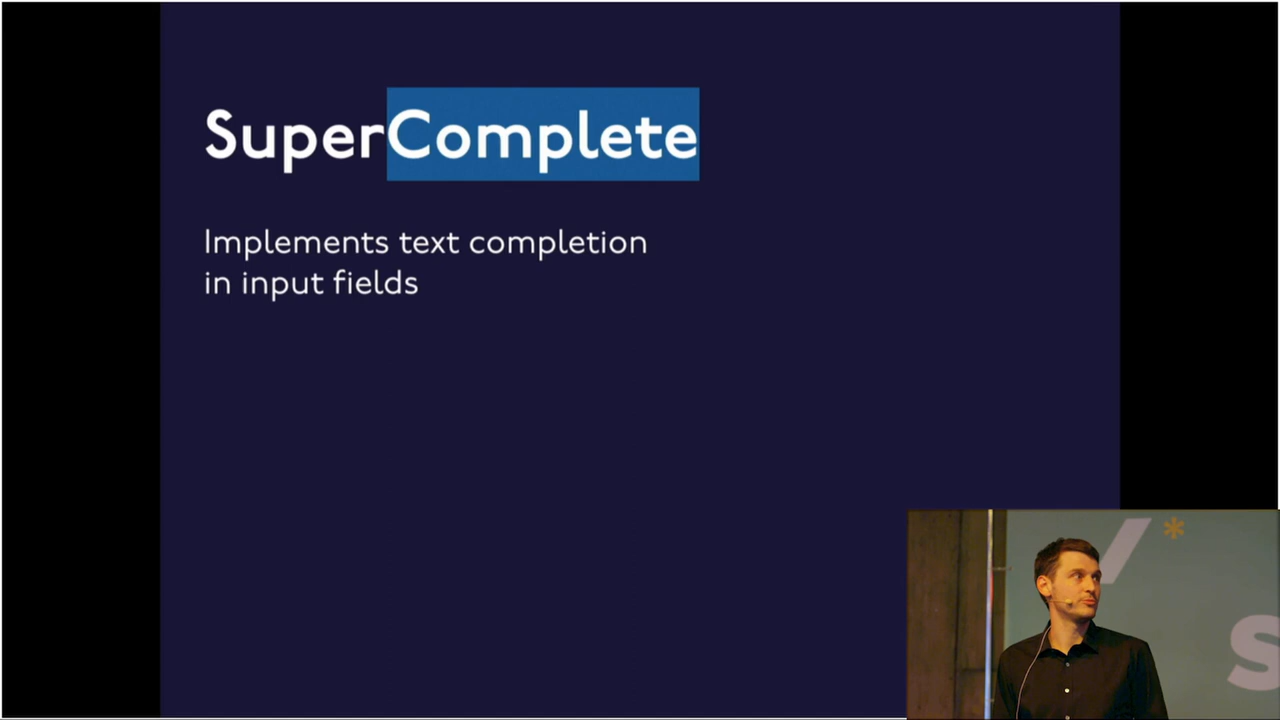 SuperComplete
Implements text completion
in input fields
/*
s